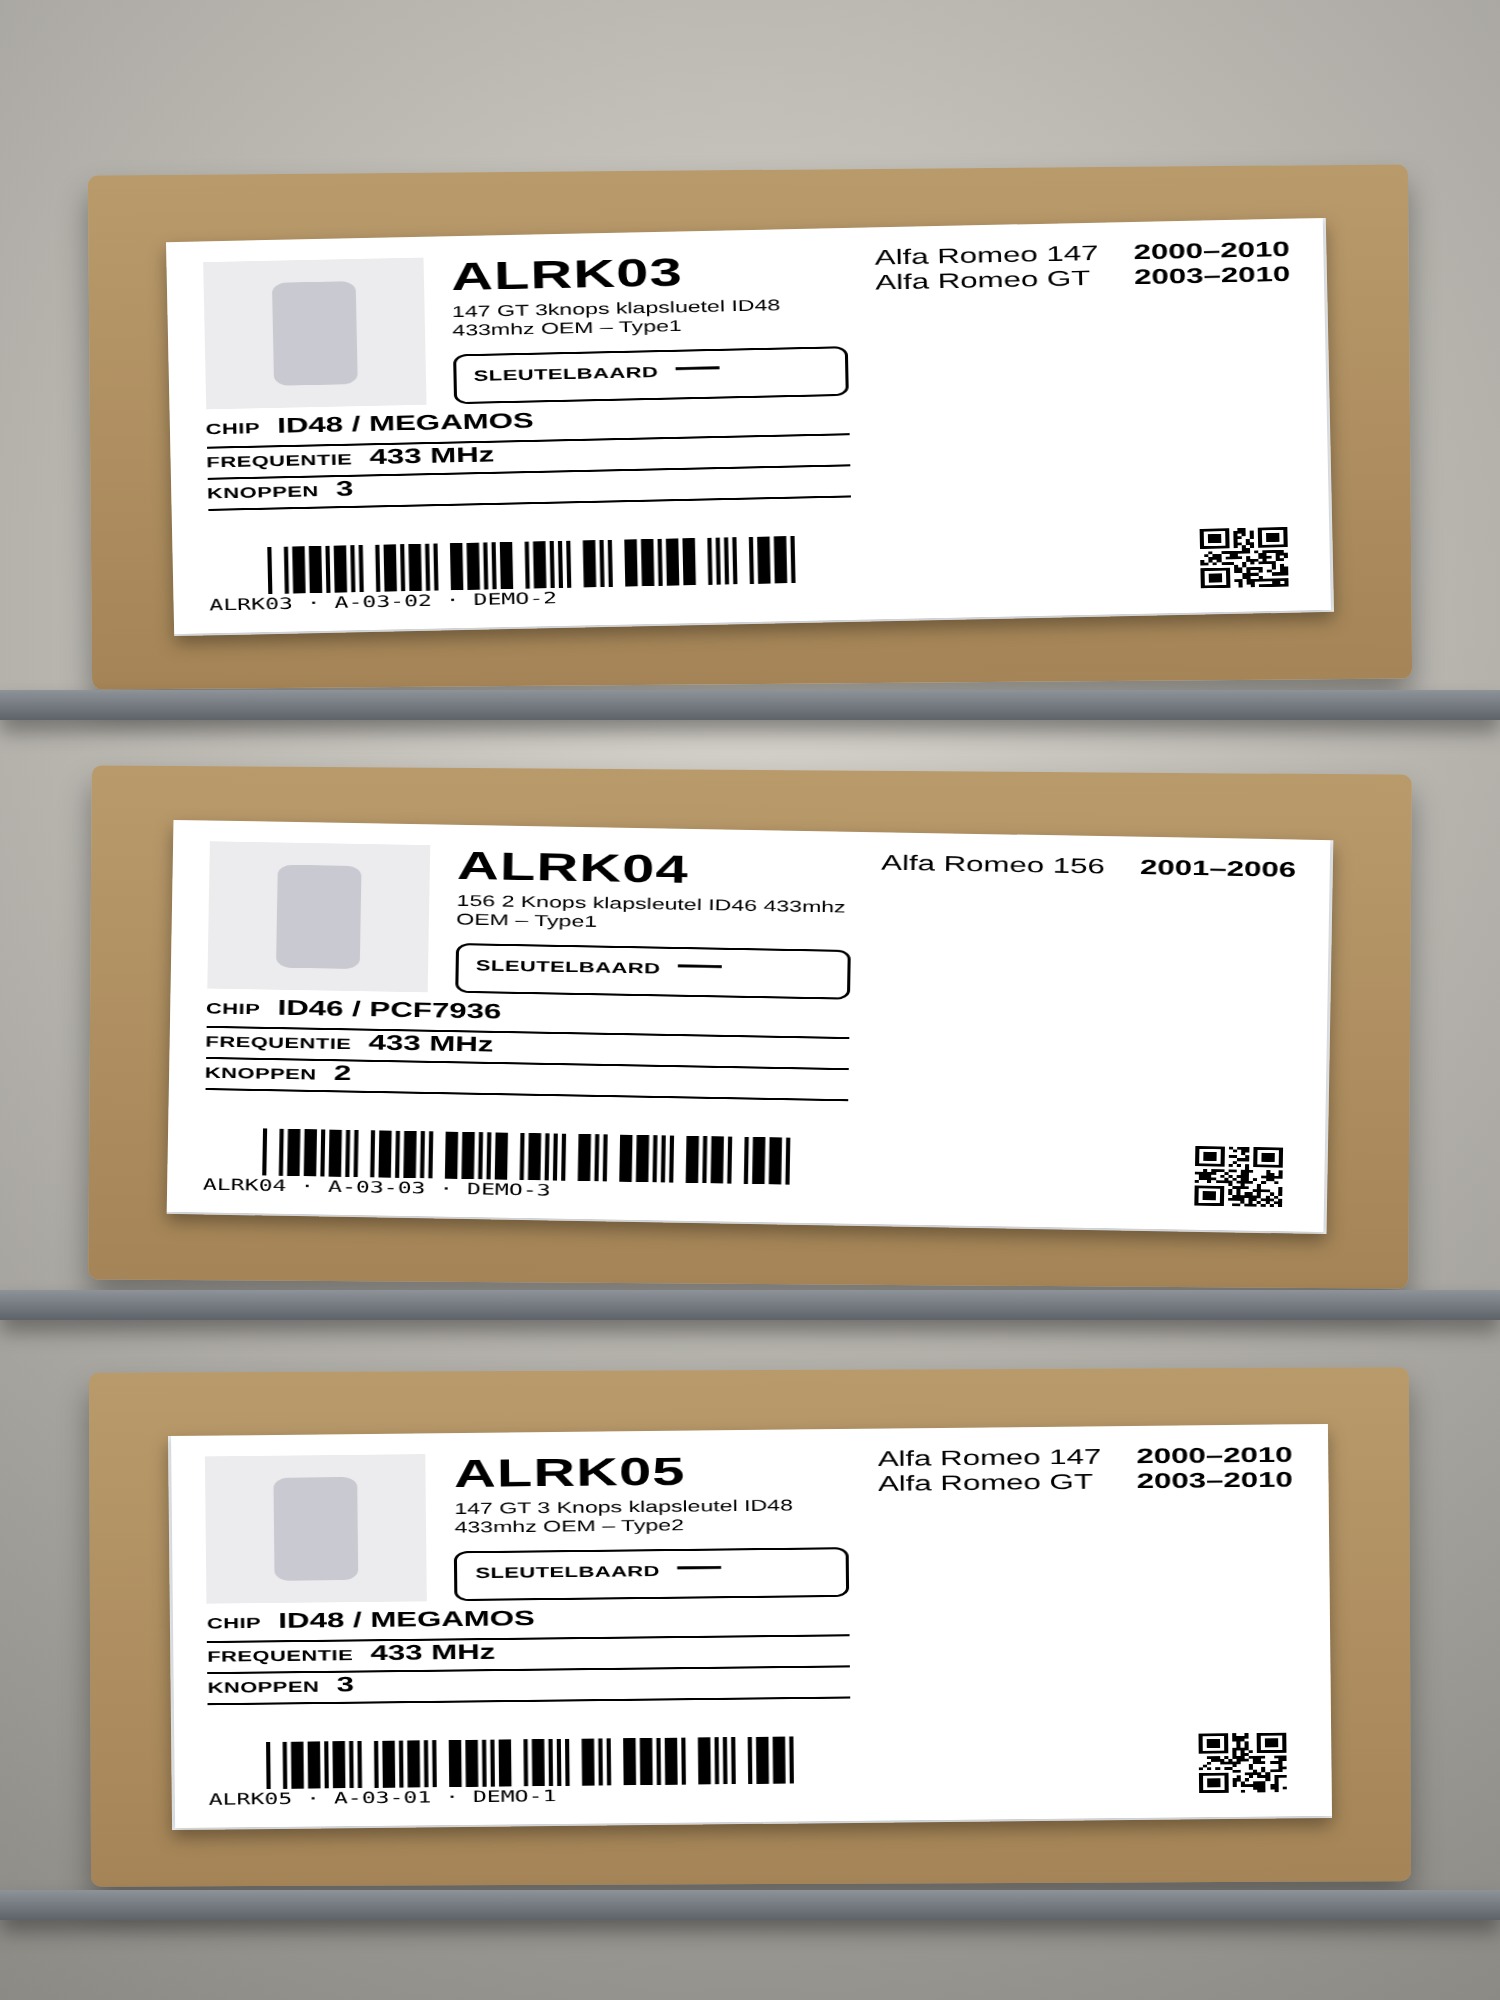 ALRK03
147 GT 3knops klapsluetel ID48
433mhz OEM – Type1
SLEUTELBAARD —
CHIP ID48 / MEGAMOS
FREQUENTIE 433 MHz
KNOPPEN 3
ALRK03 · A-03-02 · DEMO-2
Alfa Romeo 147 2000–2010
Alfa Romeo GT 2003–2010
ALRK04
156 2 Knops klapsleutel ID46 433mhz
OEM – Type1
SLEUTELBAARD —
CHIP ID46 / PCF7936
FREQUENTIE 433 MHz
KNOPPEN 2
ALRK04 · A-03-03 · DEMO-3
Alfa Romeo 156 2001–2006
ALRK05
147 GT 3 Knops klapsleutel ID48
433mhz OEM – Type2
SLEUTELBAARD —
CHIP ID48 / MEGAMOS
FREQUENTIE 433 MHz
KNOPPEN 3
ALRK05 · A-03-01 · DEMO-1
Alfa Romeo 147 2000–2010
Alfa Romeo GT 2003–2010